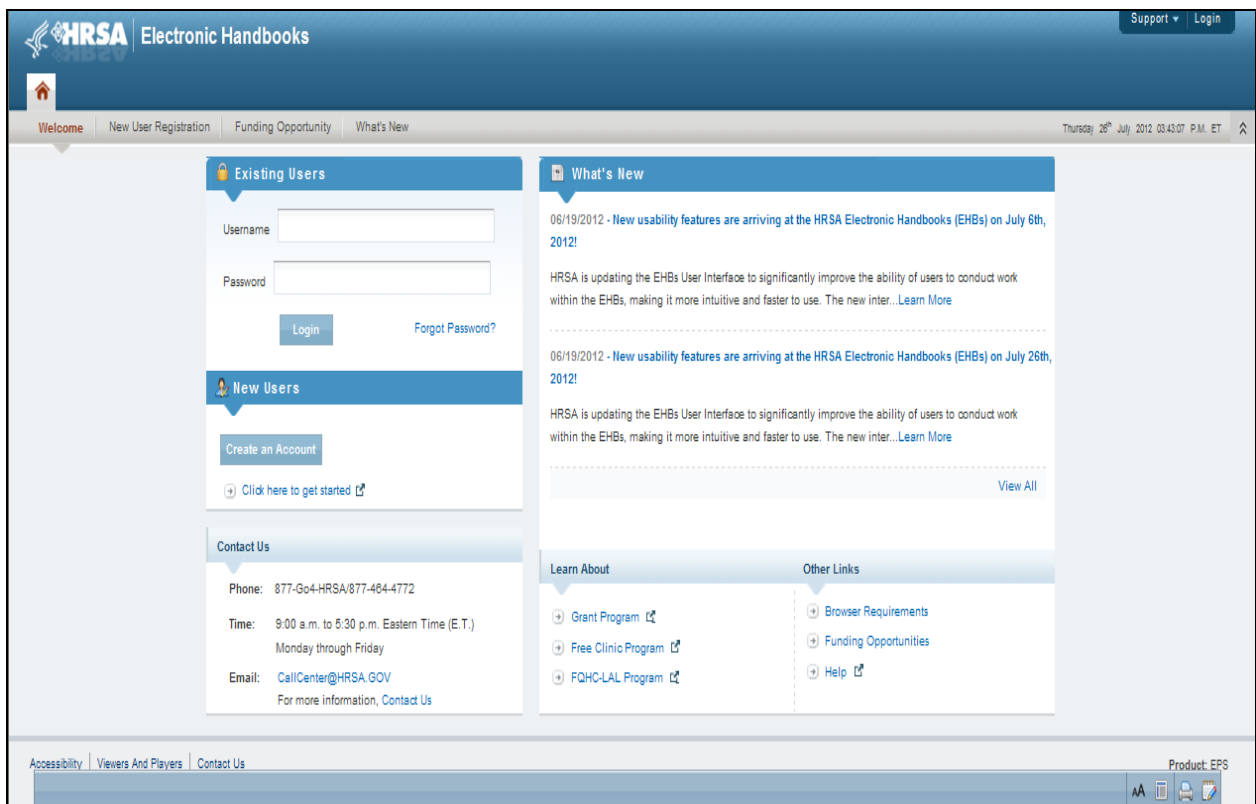 Support
Login
HRSA Electronic Handbooks
Welcome
New User Registration
Funding Opportunity
What's New
Thursday 26th July 2012 03:43:07 P.M. ET
Existing Users
Username
Password
Login
Forgot Password?
New Users
Create an Account
Click here to get started
Contact Us
Phone: 877-Go4-HRSA/877-464-4772
Time: 9:00 a.m. to 5:30 p.m. Eastern Time (E.T.)
Monday through Friday
Email: CallCenter@HRSA.GOV
For more information, Contact Us
What's New
06/19/2012 - New usability features are arriving at the HRSA Electronic Handbooks (EHBs) on July 6th,
2012!
HRSA is updating the EHBs User Interface to significantly improve the ability of users to conduct work
within the EHBs, making it more intuitive and faster to use. The new inter...Learn More
06/19/2012 - New usability features are arriving at the HRSA Electronic Handbooks (EHBs) on July 26th,
2012!
HRSA is updating the EHBs User Interface to significantly improve the ability of users to conduct work
within the EHBs, making it more intuitive and faster to use. The new inter...Learn More
View All
Learn About
Grant Program
Free Clinic Program
FQHC-LAL Program
Other Links
Browser Requirements
Funding Opportunities
Help
Accessibility
Viewers And Players
Contact Us
Product: EPS
AA